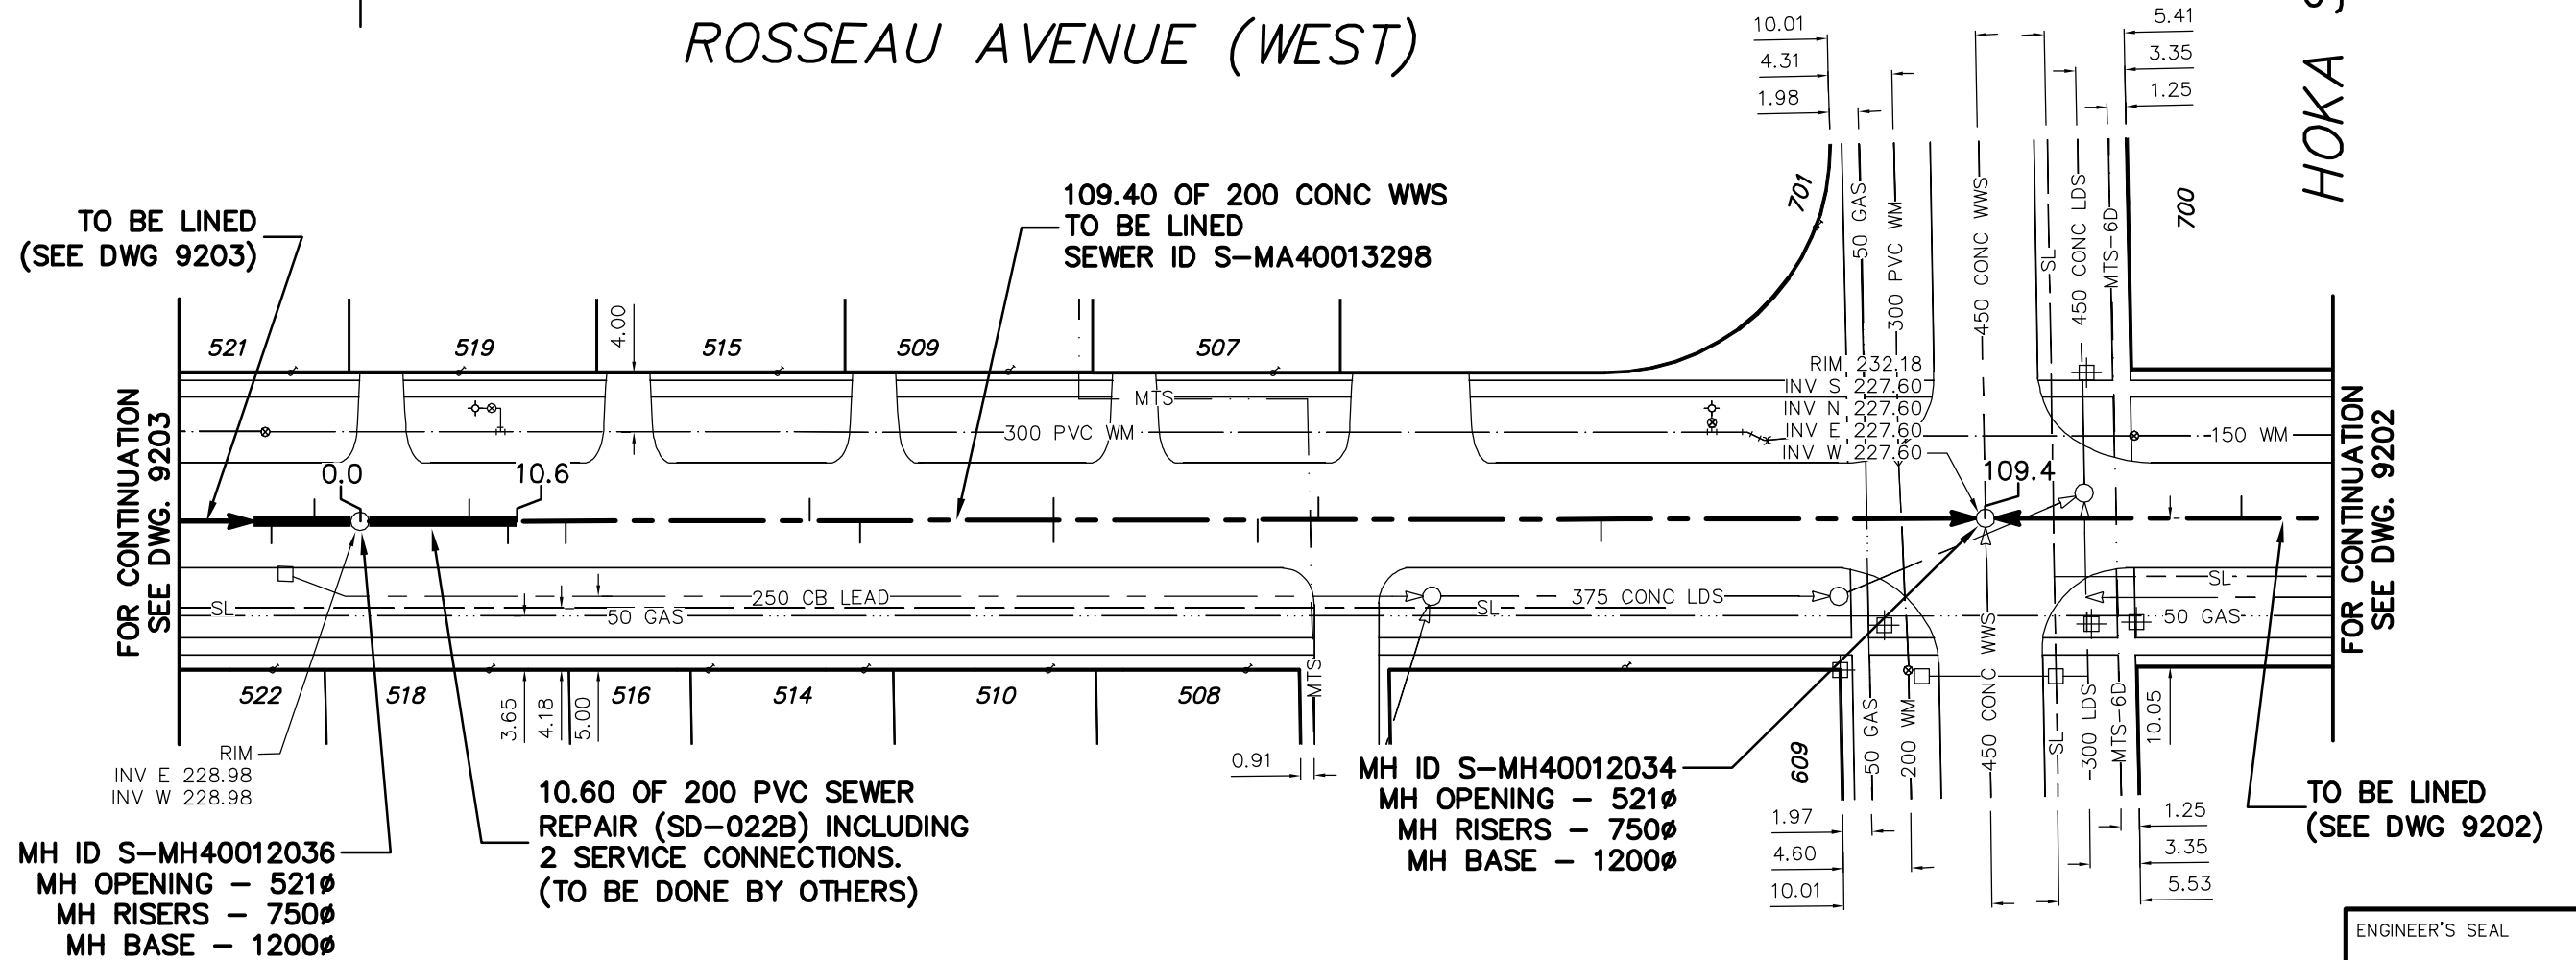 ROSSEAU AVENUE (WEST)
HOKA
10.01
4.31
1.98
5.41
3.35
1.25
TO BE LINED
(SEE DWG 9203)
109.40 OF 200 CONC WWS
TO BE LINED
SEWER ID S-MA40013298
701
50 GAS
300 PVC WM
450 CONC WWS
SL
450 CONC LDS
MTS-6D
700
521
519
4.00
515
509
507
RIM 232.18
INV S 227.60
INV N 227.60
INV E 227.60
INV W 227.60
MTS
300 PVC WM
150 WM
FOR CONTINUATION
SEE DWG. 9203
0.0
10.6
109.4
FOR CONTINUATION
SEE DWG. 9202
250 CB LEAD
SL
50 GAS
SL
375 CONC LDS
SL
50 GAS
522
518
516
514
510
508
3.65
4.18
5.00
MTS
0.91
RIM
INV E 228.98
INV W 228.98
MH ID S-MH40012036
MH OPENING - 521ø
MH RISERS - 750ø
MH BASE - 1200ø
10.60 OF 200 PVC SEWER
REPAIR (SD-022B) INCLUDING
2 SERVICE CONNECTIONS.
(TO BE DONE BY OTHERS)
MH ID S-MH40012034
MH OPENING - 521ø
MH RISERS - 750ø
MH BASE - 1200ø
609
50 GAS
200 WM
450 CONC WWS
SL
300 LDS
MTS-6D
10.05
1.97
4.60
10.01
1.25
3.35
5.53
TO BE LINED
(SEE DWG 9202)
ENGINEER'S SEAL